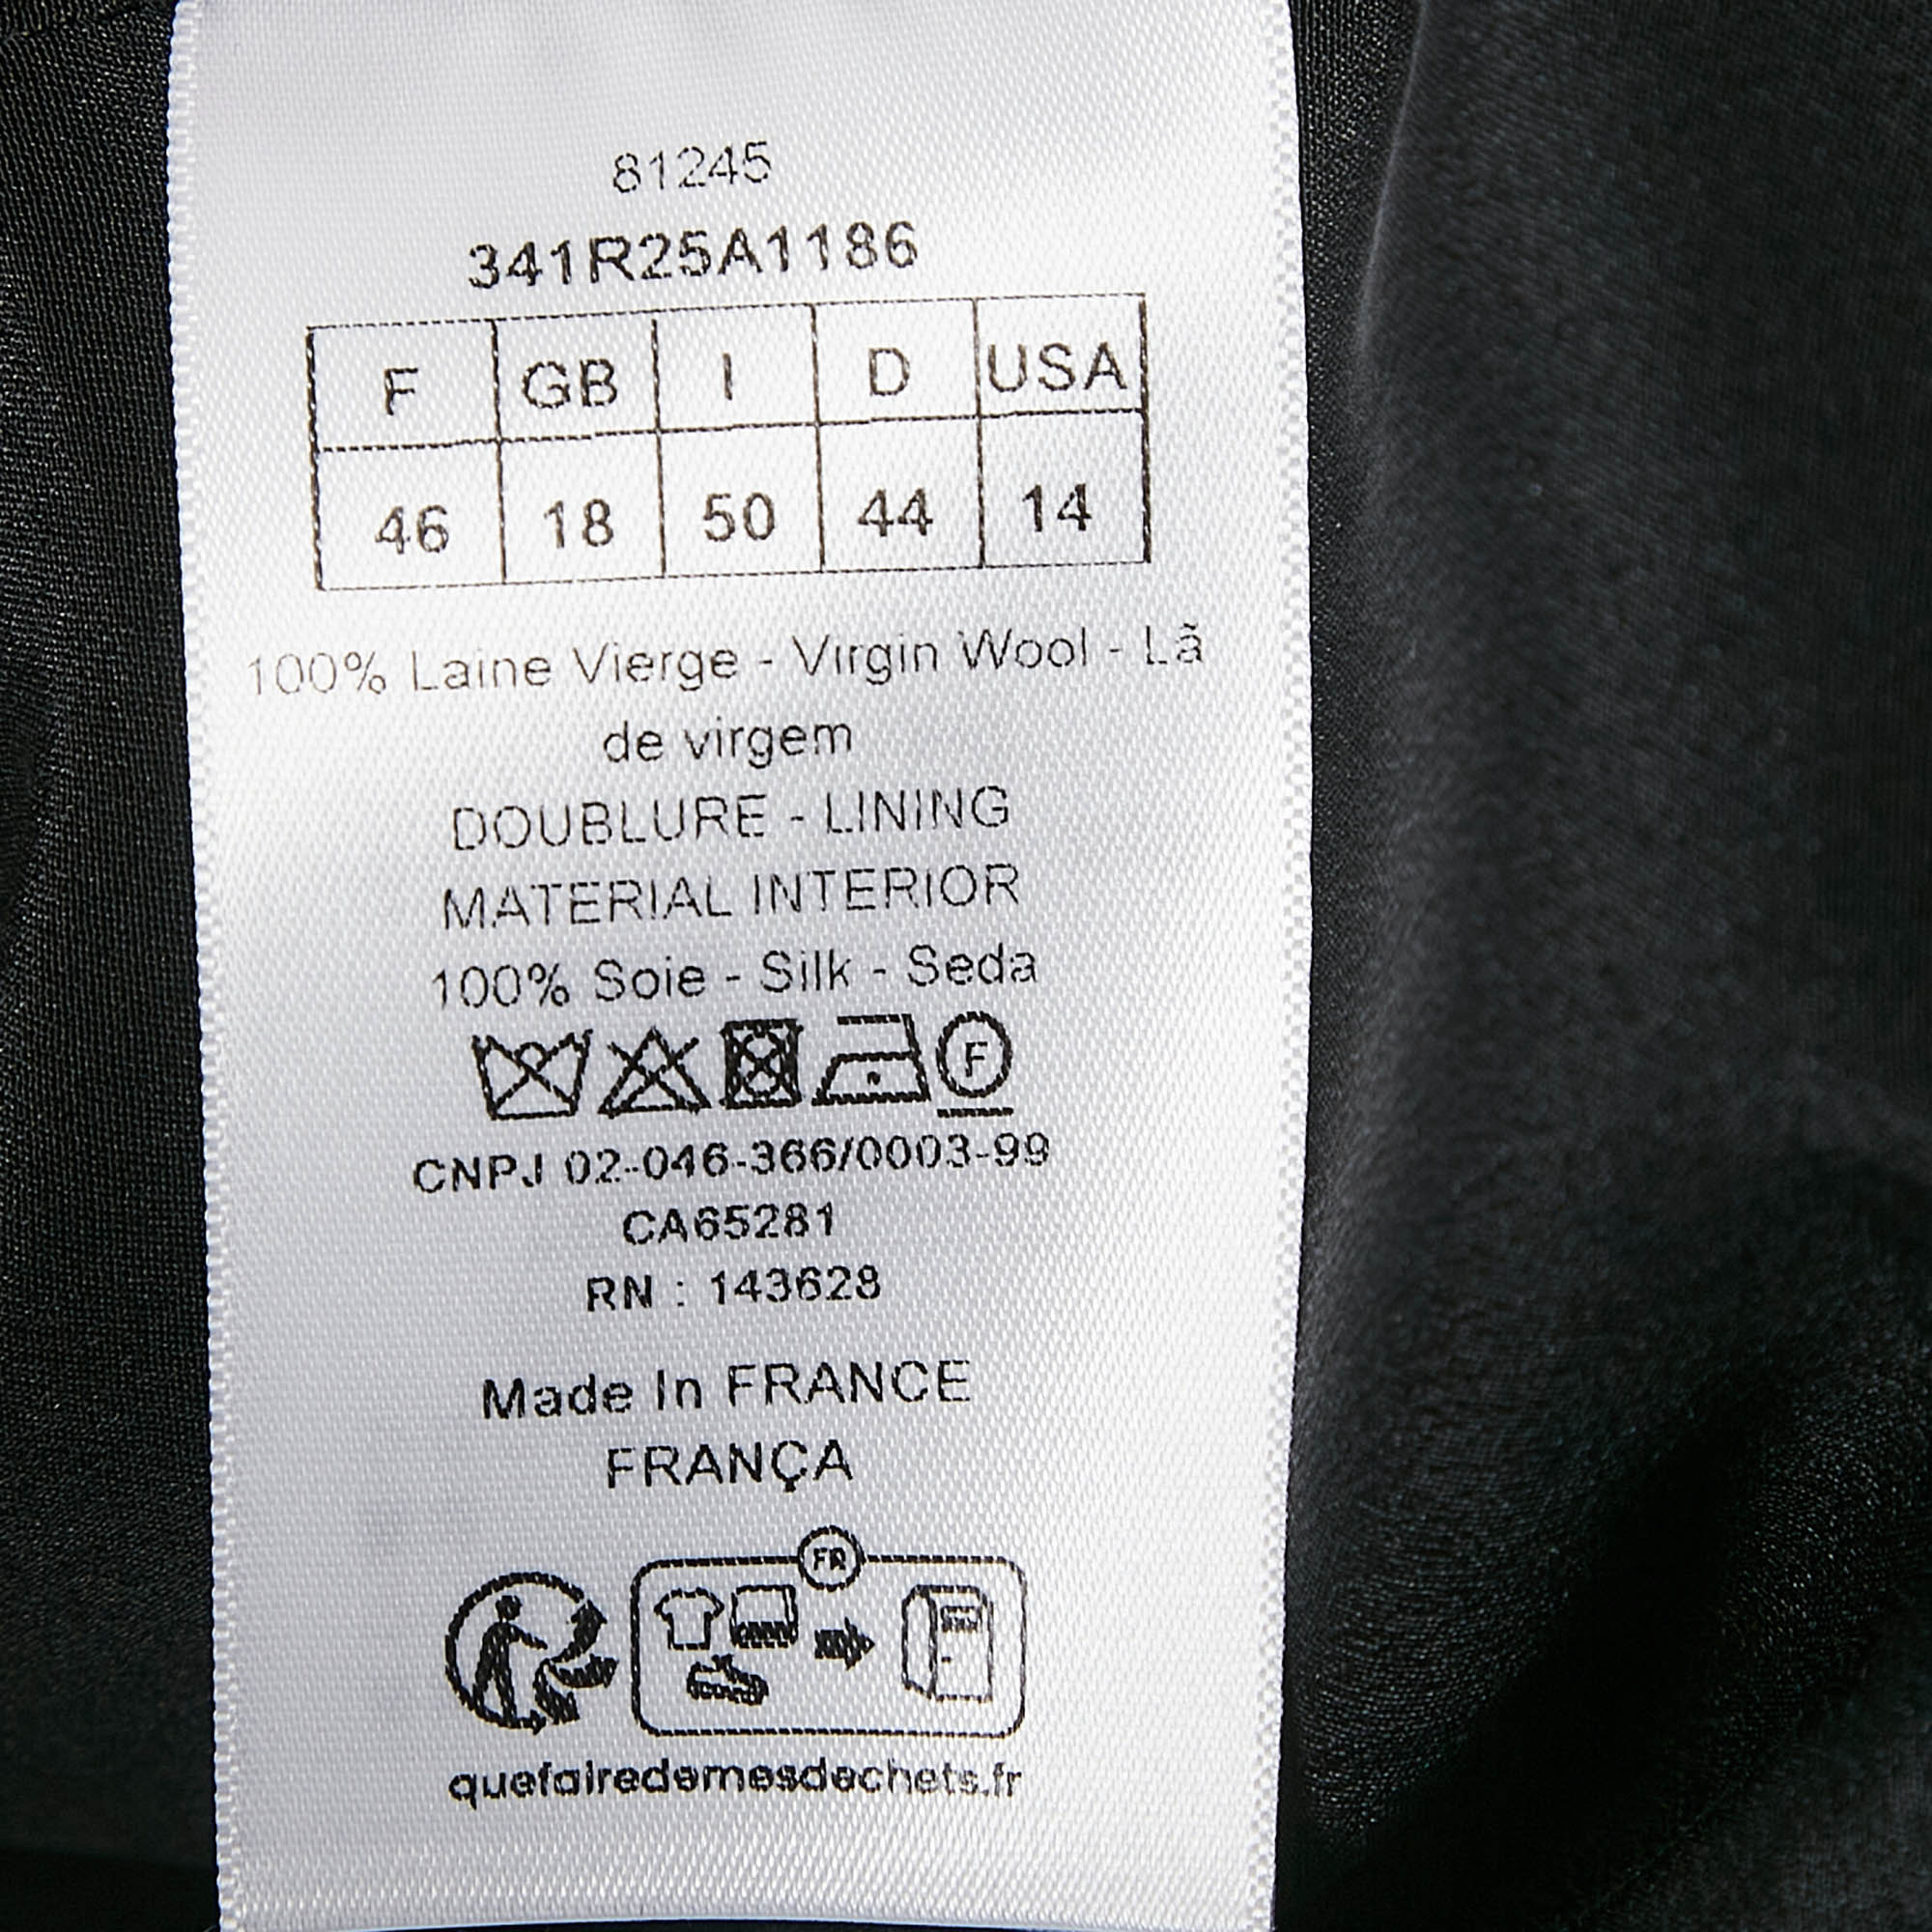 81245
341R25A1186
F GB I D USA
46 18 50 44 14
100% Laine Vierge - Virgin Wool - Lã
de virgem
DOUBLURE - LINING
MATERIAL INTERIOR
100% Soie - Silk - Seda
F
CNPJ 02-046-366/0003-99
CA65281
RN : 143628
Made In FRANCE
FRANÇA
FR
quefairedemesdechets.fr